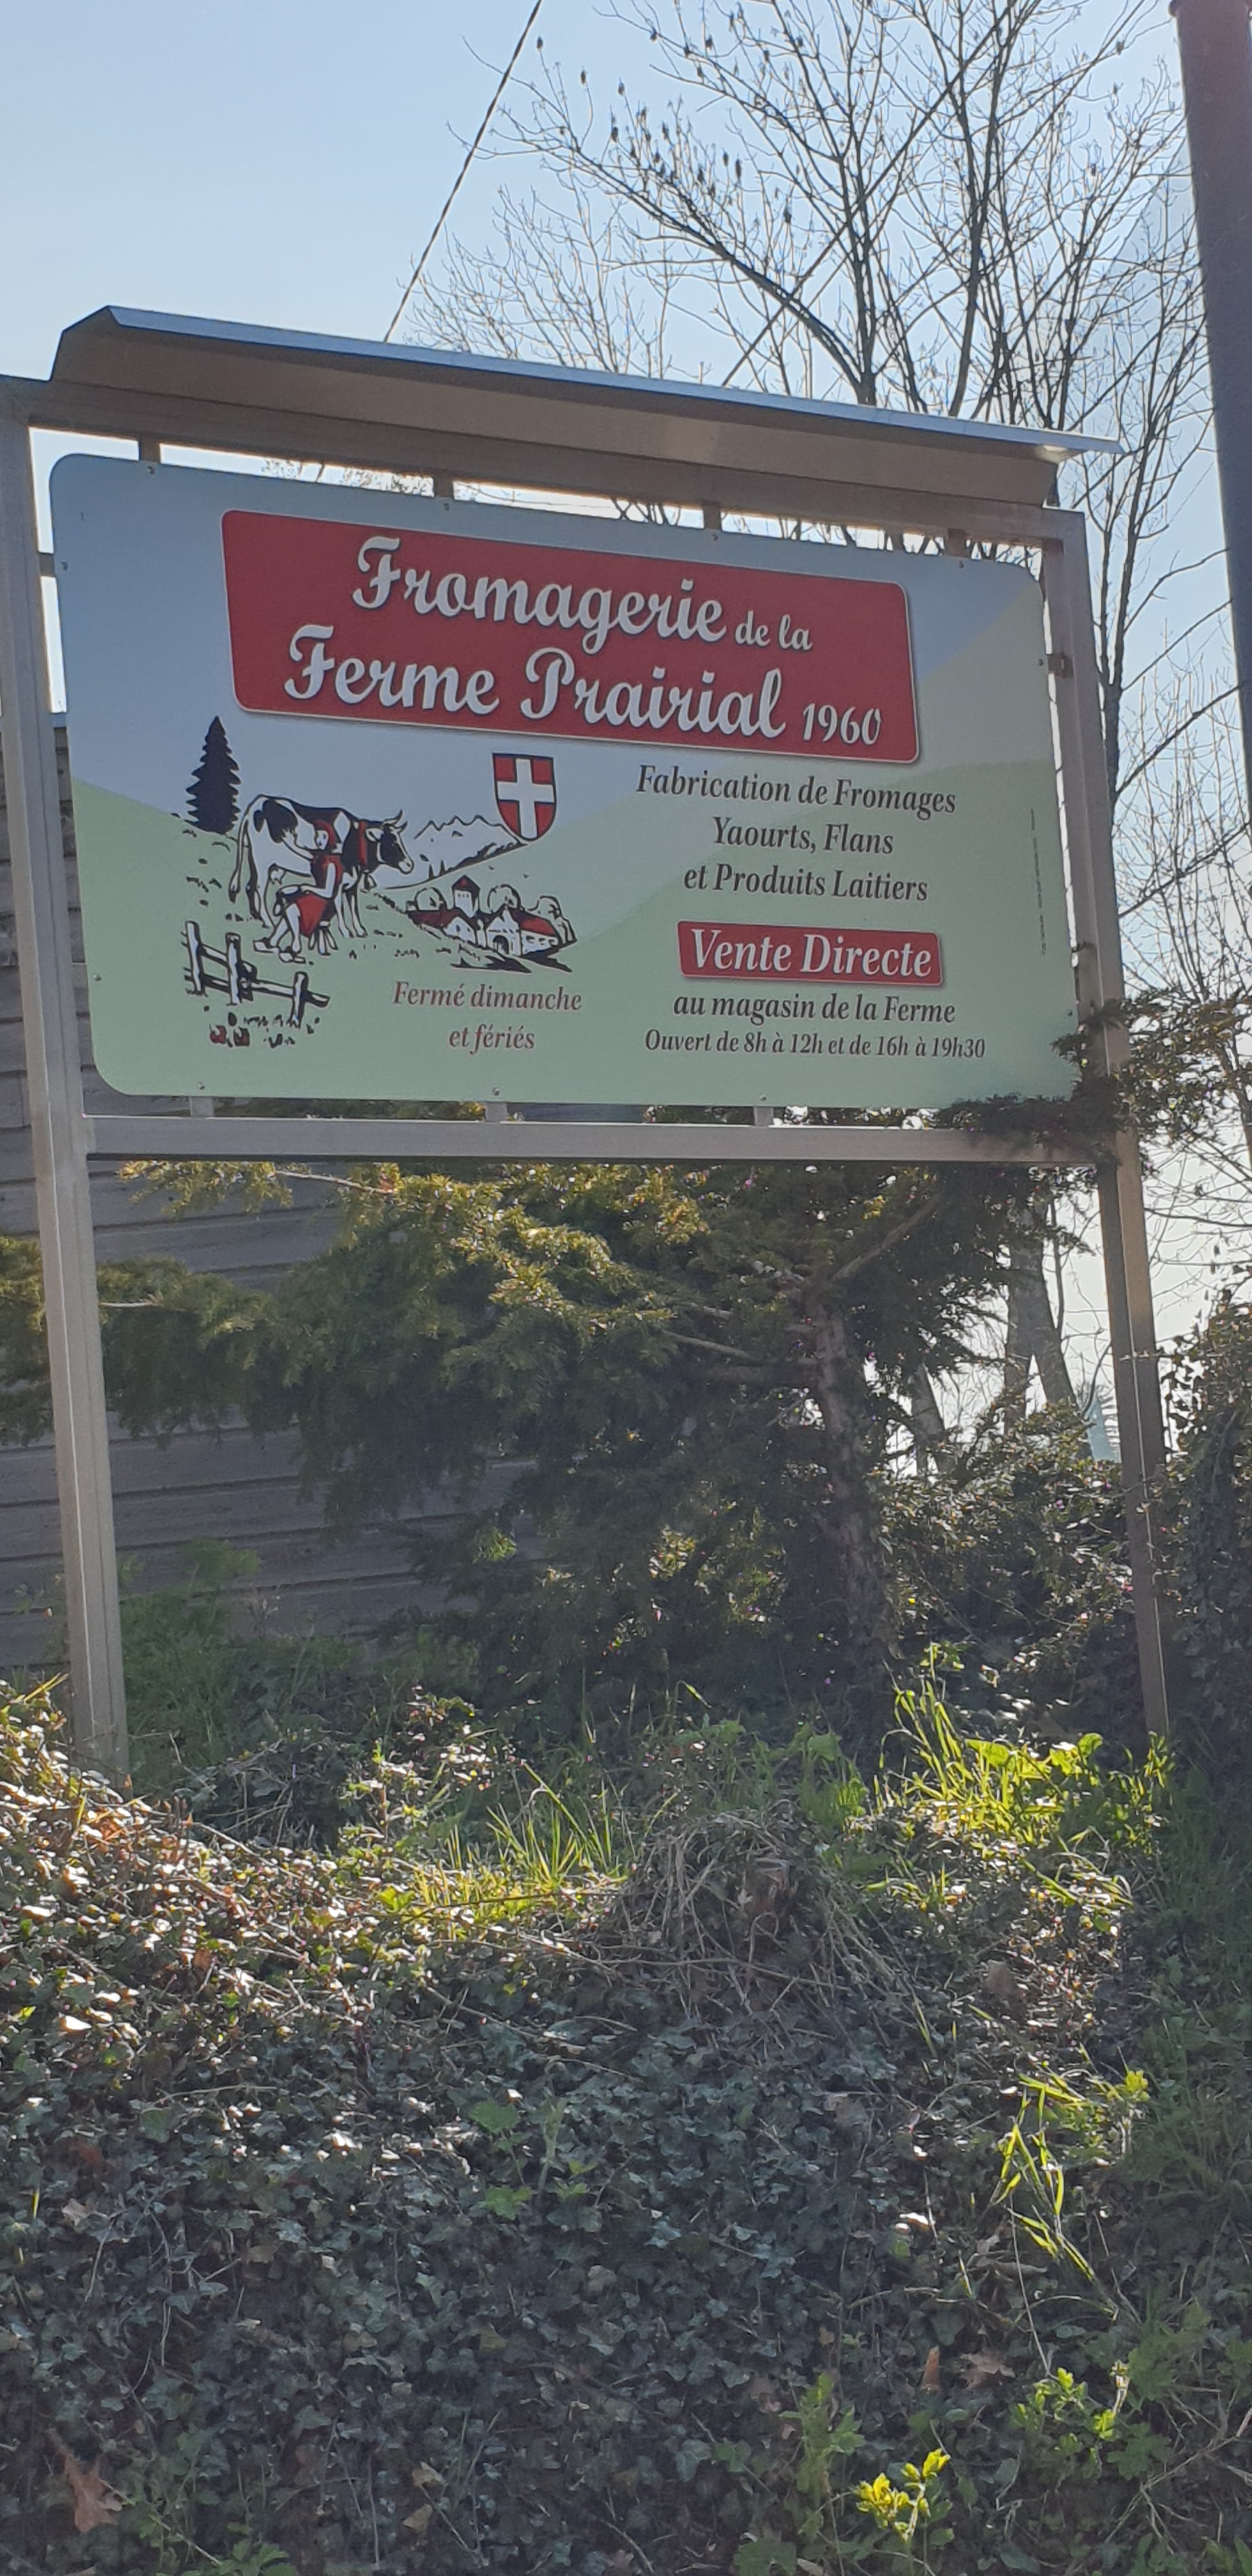 Fromagerie de la
Ferme Prairial 1960
Fabrication de Fromages
Yaourts, Flans
et Produits Laitiers
Vente Directe
au magasin de la Ferme
Ouvert de 8h à 12h et de 16h à 19h30
Fermé dimanche
et fériés